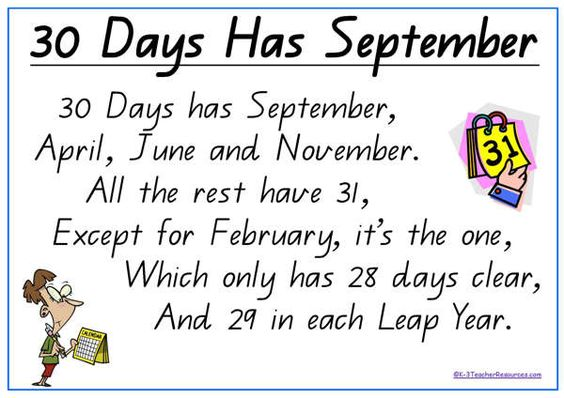 30 Days Has September
30 Days has September,
April, June and November.
31
All the rest have 31,
Except for February, it's the one,
Which only has 28 days clear,
And 29 in each Leap Year.
CALENDAR
©K-3TeacherResources.com